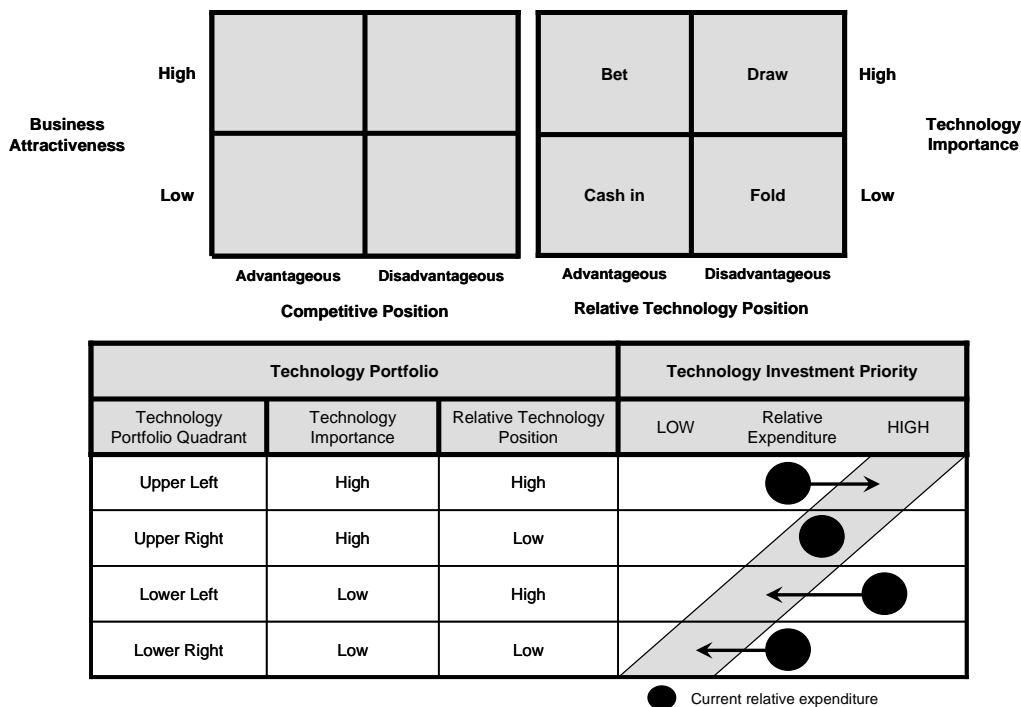 High
Bet
Draw
High
Business
Attractiveness
Technology
Importance
Low
Cash in
Fold
Low
Advantageous
Disadvantageous
Advantageous
Disadvantageous
Competitive Position
Relative Technology Position
Technology Portfolio
Technology Investment Priority
Technology
Portfolio Quadrant
Technology
Importance
Relative Technology
Position
LOW
Relative
Expenditure
HIGH
Upper Left
High
High
Upper Right
High
Low
Lower Left
Low
High
Lower Right
Low
Low
Current relative expenditure